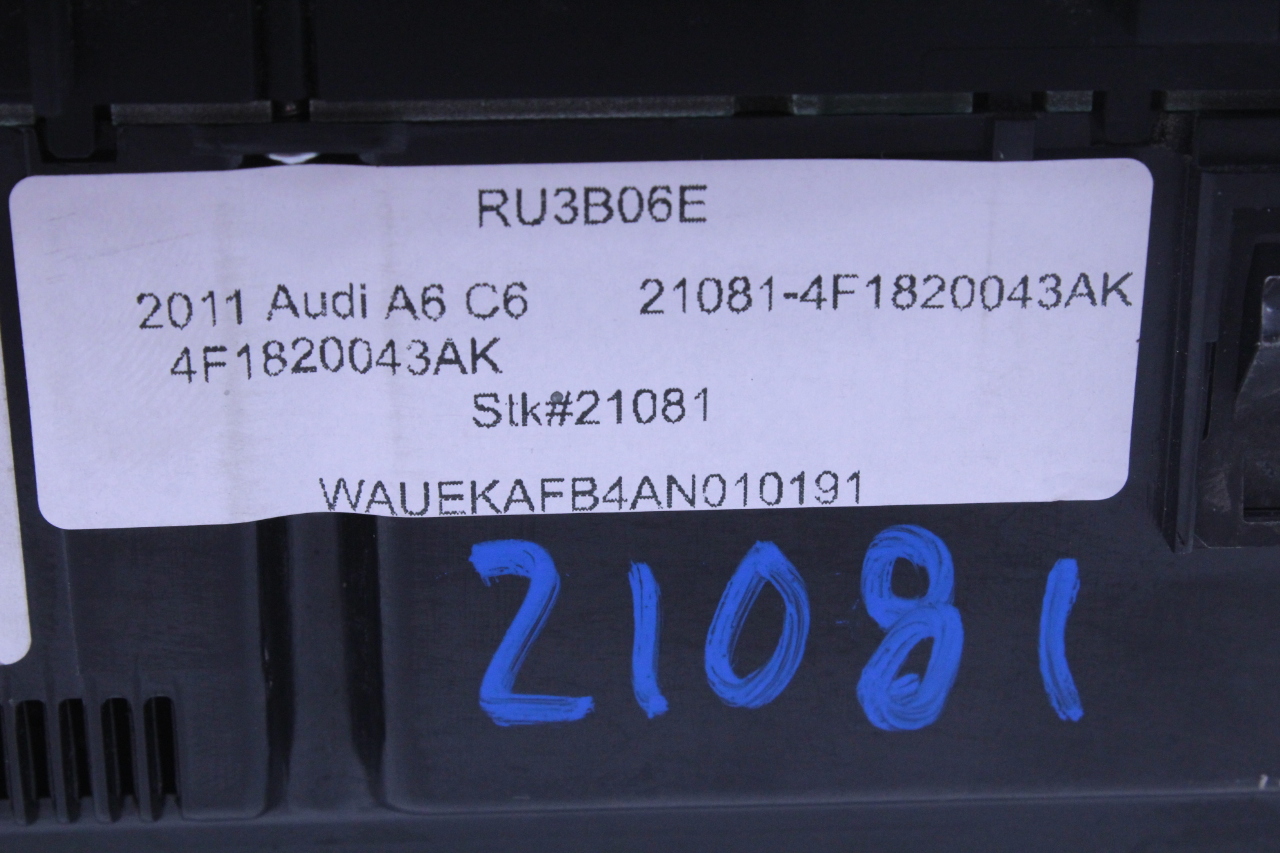 RU3B06E
2011 Audi A6 C6 21081-4F1820043AK
4F1820043AK
Stk#21081
WAUEKAFB4AN010191
21081